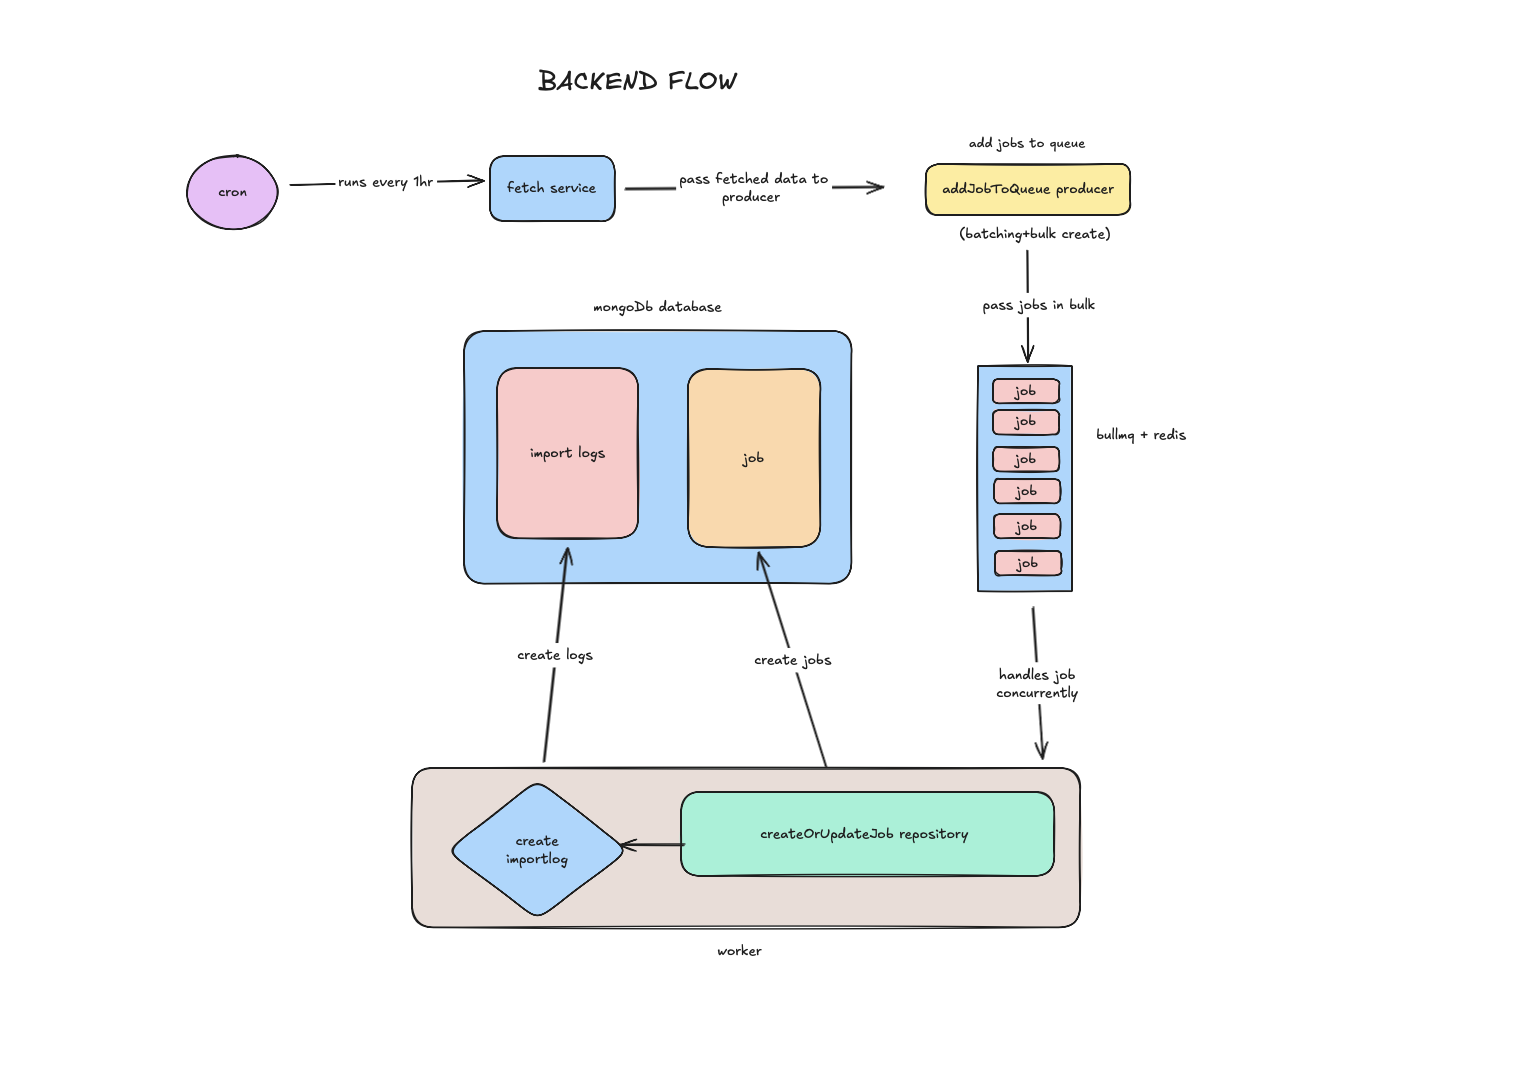 BACKEND FLOW
add jobs to queue
cron
runs every 1hr
fetch service
pass fetched data to
producer
addJobToQueue producer
(batching+bulk create)
pass jobs in bulk
mongoDb database
import logs
job
job
job
job
job
job
job
bullmq + redis
create logs
create jobs
handles job
concurrently
create
importlog
createOrUpdateJob repository
worker